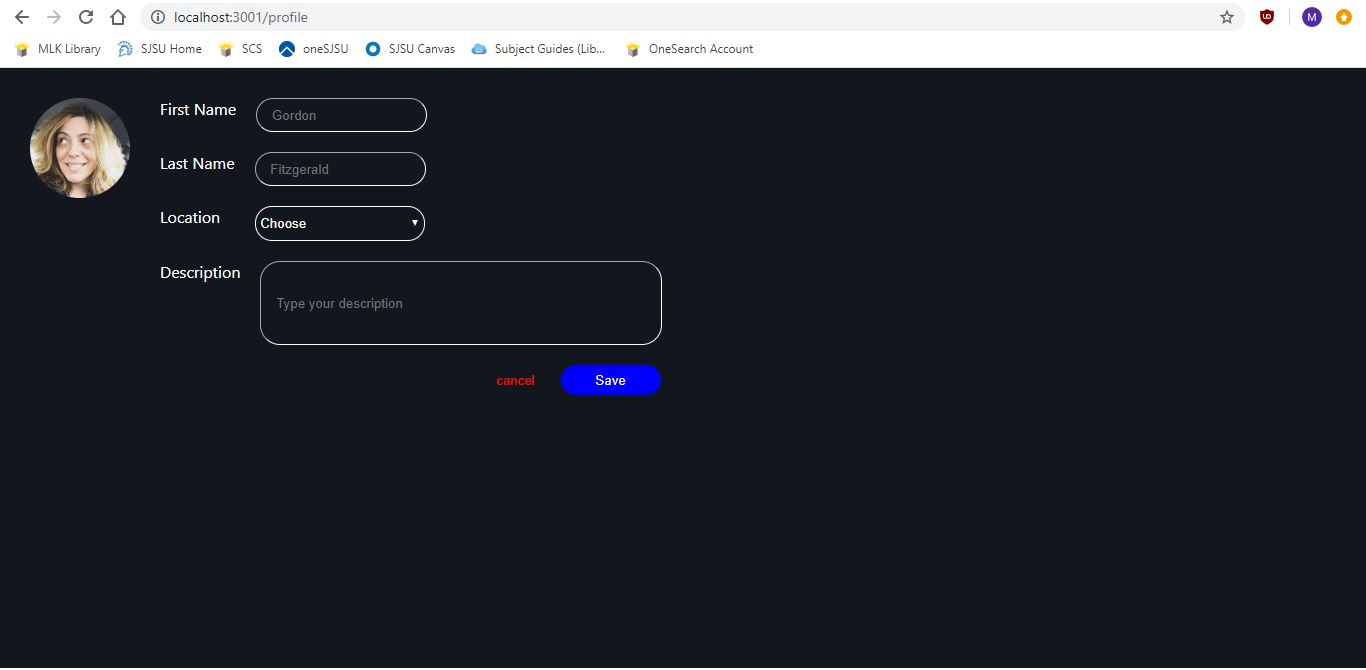 localhost:3001/profile
M
MLK Library SJSU Home SCS oneSJSU SJSU Canvas Subject Guides (Lib... OneSearch Account
First Name Gordon
Last Name Fitzgerald
Location Choose
Description Type your description
cancel Save